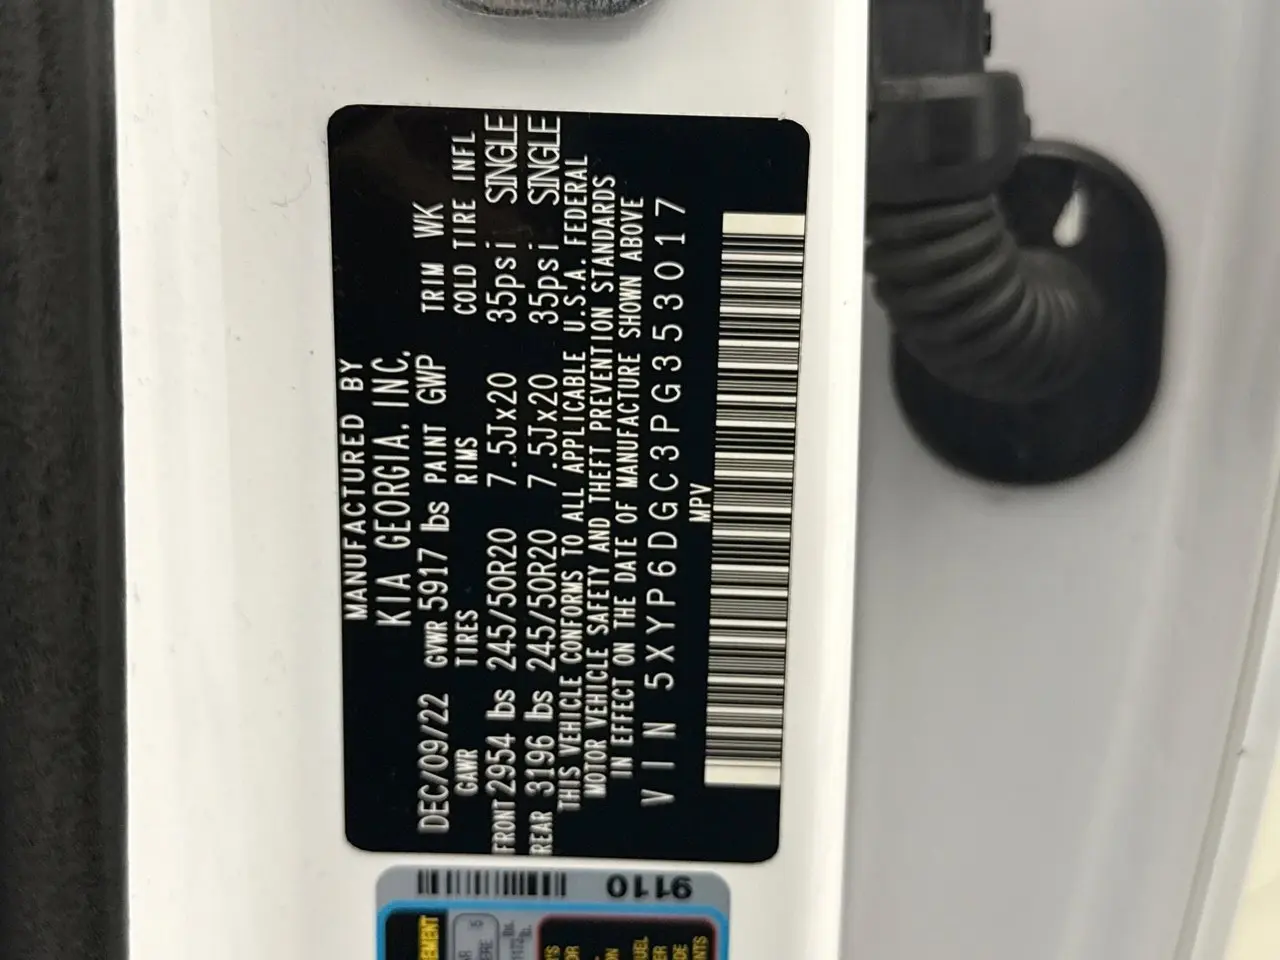 MANUFACTURED BY
KIA GEORGIA, INC.
DEC/09/22 GVWR 5917 lbs PAINT GWP TRIM WK
GAWR TIRES RIMS COLD TIRE INFL
FRONT 2954 lbs 245/50R20 7.5Jx20 35psi SINGLE
REAR 3196 lbs 245/50R20 7.5Jx20 35psi SINGLE
THIS VEHICLE CONFORMS TO ALL APPLICABLE U.S.A. FEDERAL
MOTOR VEHICLE SAFETY AND THEFT PREVENTION STANDARDS
IN EFFECT ON THE DATE OF MANUFACTURE SHOWN ABOVE
VIN 5XYP6DGC3PG353017
MPV
9110